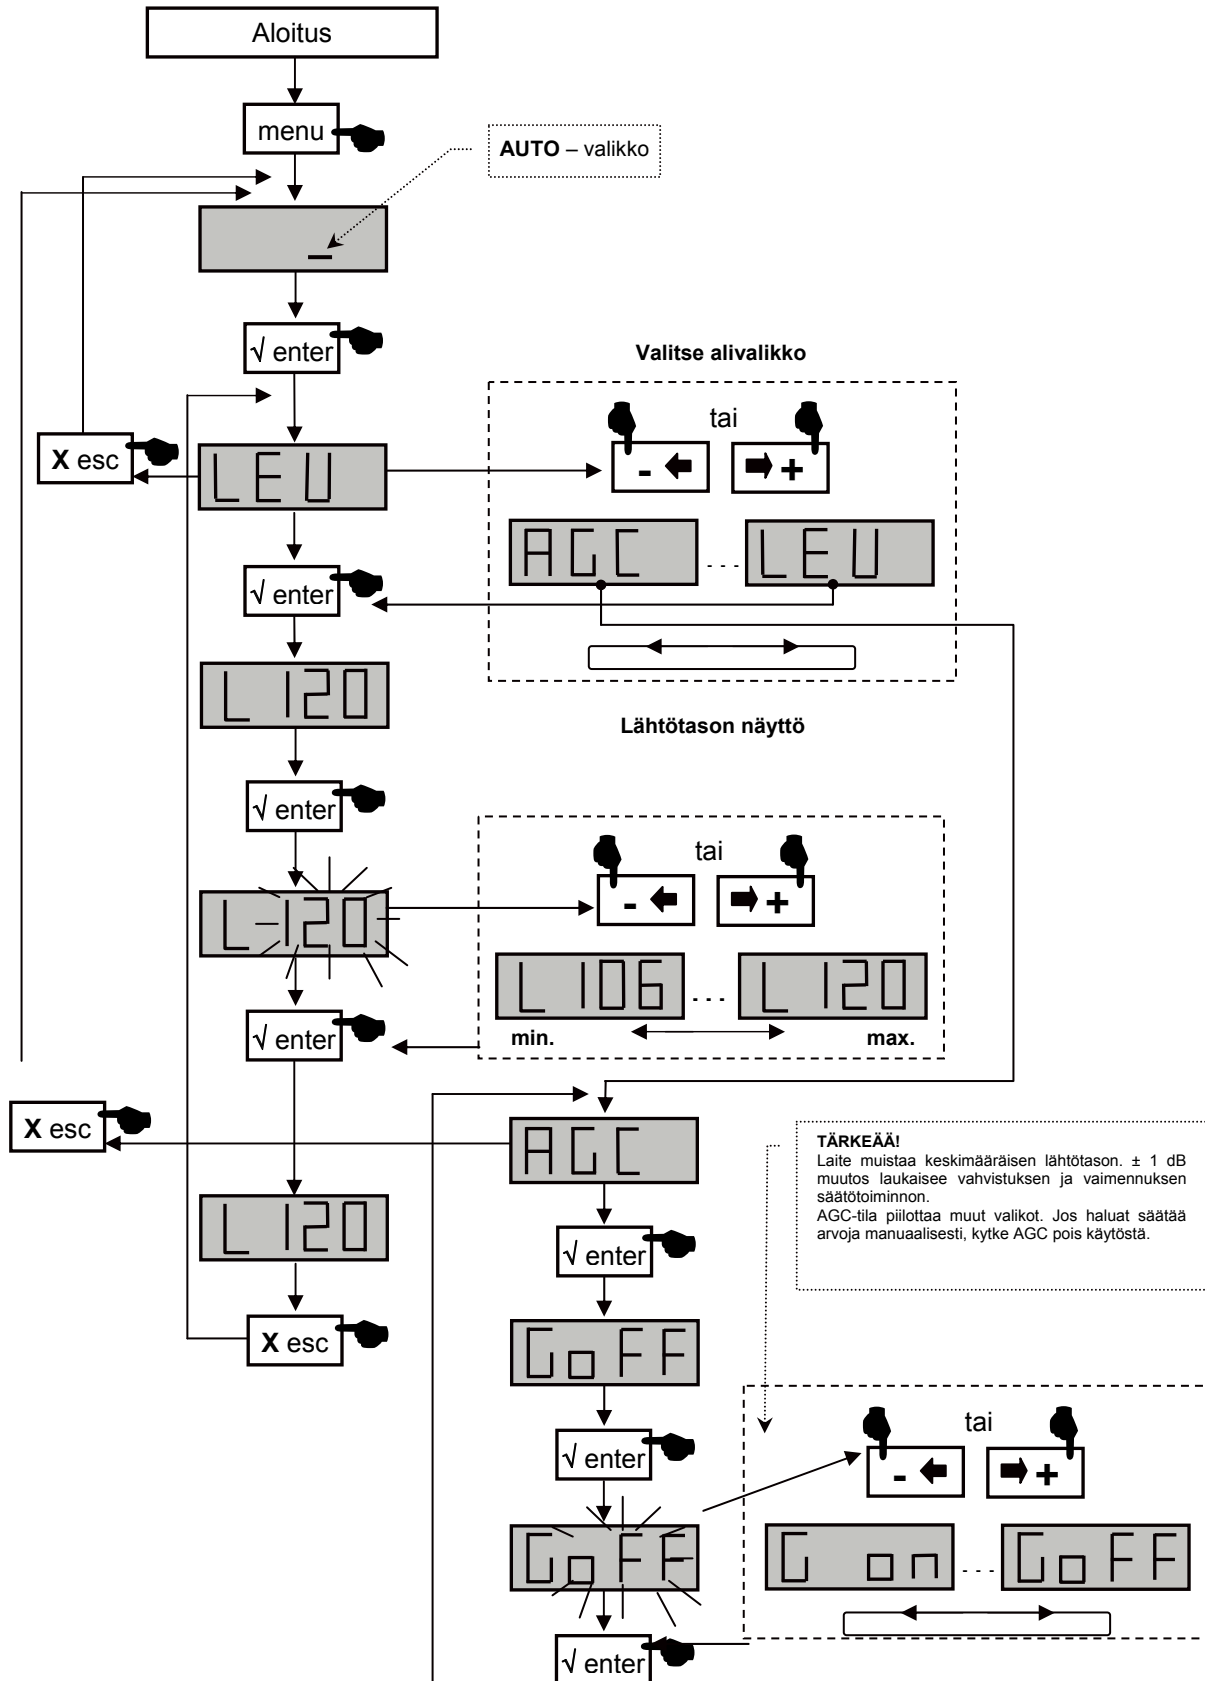 Aloitus
menu
AUTO – valikko
_
√ enter
Valitse alivalikko
tai
X esc
LEU
- +
AGC ... LEU
√ enter
L 120
Lähtötason näyttö
√ enter
tai
L 120
- +
L 106 ... L 120
min. max.
√ enter
X esc
AGC
TÄRKEÄÄ!
Laite muistaa keskimääräisen lähtötason. ± 1 dB
muutos laukaisee vahvistuksen ja vaimennuksen
säätötoiminnon.
AGC-tila piilottaa muut valikot. Jos haluat säätää
arvoja manuaalisesti, kytke AGC pois käytöstä.
L 120
√ enter
X esc
GoFF
tai
√ enter
- +
GoFF
G on ... GoFF
√ enter